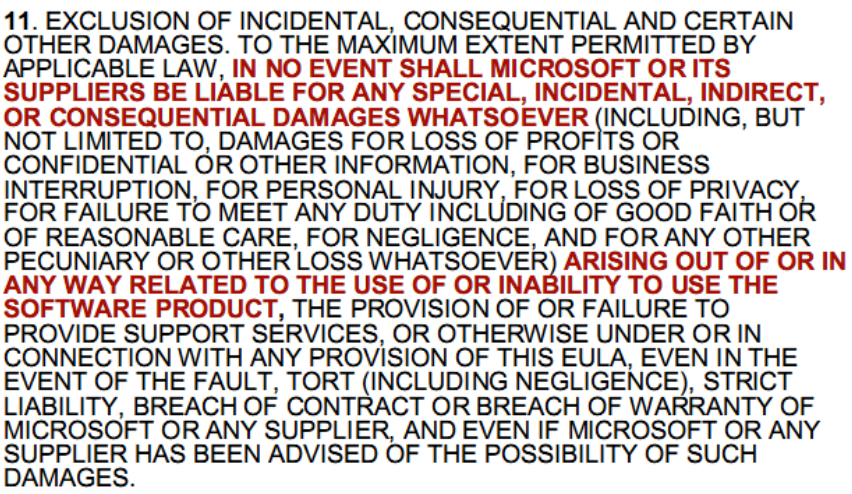 11. EXCLUSION OF INCIDENTAL, CONSEQUENTIAL AND CERTAIN
OTHER DAMAGES. TO THE MAXIMUM EXTENT PERMITTED BY
APPLICABLE LAW, IN NO EVENT SHALL MICROSOFT OR ITS
SUPPLIERS BE LIABLE FOR ANY SPECIAL, INCIDENTAL, INDIRECT,
OR CONSEQUENTIAL DAMAGES WHATSOEVER (INCLUDING, BUT
NOT LIMITED TO, DAMAGES FOR LOSS OF PROFITS OR
CONFIDENTIAL OR OTHER INFORMATION, FOR BUSINESS
INTERRUPTION, FOR PERSONAL INJURY, FOR LOSS OF PRIVACY,
FOR FAILURE TO MEET ANY DUTY INCLUDING OF GOOD FAITH OR
OF REASONABLE CARE, FOR NEGLIGENCE, AND FOR ANY OTHER
PECUNIARY OR OTHER LOSS WHATSOEVER) ARISING OUT OF OR IN
ANY WAY RELATED TO THE USE OF OR INABILITY TO USE THE
SOFTWARE PRODUCT, THE PROVISION OF OR FAILURE TO
PROVIDE SUPPORT SERVICES, OR OTHERWISE UNDER OR IN
CONNECTION WITH ANY PROVISION OF THIS EULA, EVEN IN THE
EVENT OF THE FAULT, TORT (INCLUDING NEGLIGENCE), STRICT
LIABILITY, BREACH OF CONTRACT OR BREACH OF WARRANTY OF
MICROSOFT OR ANY SUPPLIER, AND EVEN IF MICROSOFT OR ANY
SUPPLIER HAS BEEN ADVISED OF THE POSSIBILITY OF SUCH
DAMAGES.